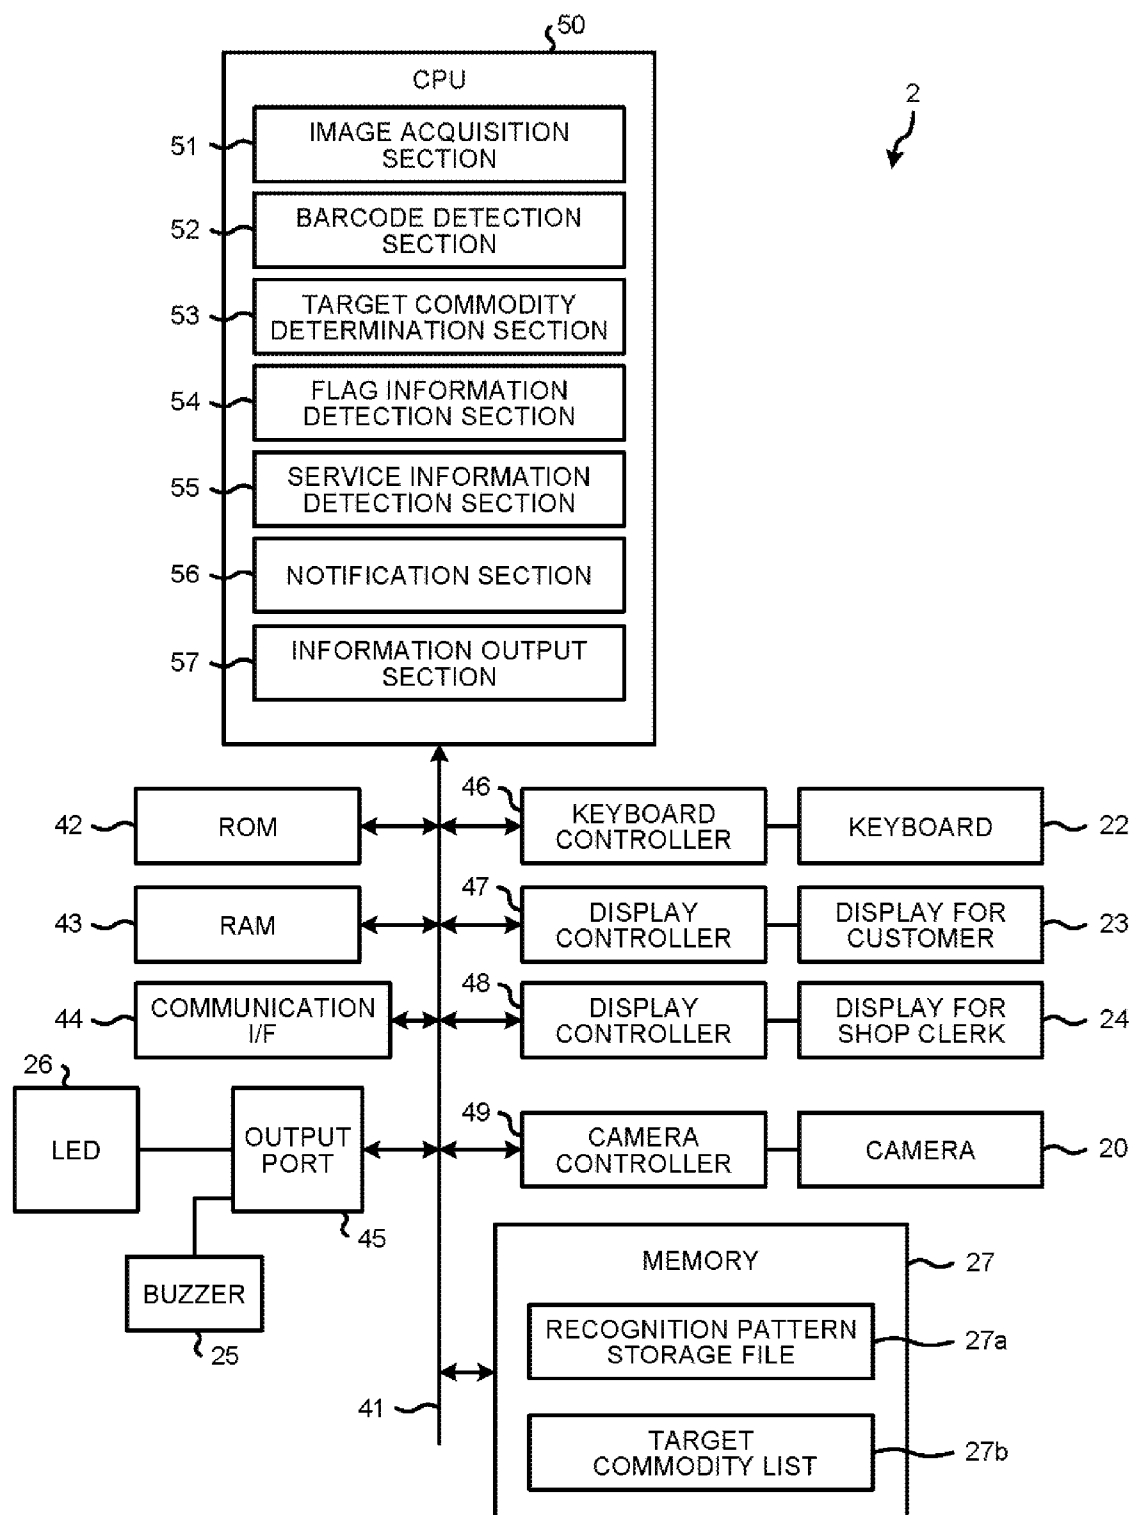 50
CPU
2
51
IMAGE ACQUISITION
SECTION
52
BARCODE DETECTION
SECTION
53
TARGET COMMODITY
DETERMINATION SECTION
54
FLAG INFORMATION
DETECTION SECTION
55
SERVICE INFORMATION
DETECTION SECTION
56
NOTIFICATION SECTION
57
INFORMATION OUTPUT
SECTION
42
ROM
46
KEYBOARD
CONTROLLER
KEYBOARD
22
43
RAM
47
DISPLAY
CONTROLLER
DISPLAY FOR
CUSTOMER
23
44
COMMUNICATION
I/F
48
DISPLAY
CONTROLLER
DISPLAY FOR
SHOP CLERK
24
26
LED
OUTPUT
PORT
45
49
CAMERA
CONTROLLER
CAMERA
20
BUZZER
25
41
MEMORY
27
RECOGNITION PATTERN
STORAGE FILE
27a
TARGET
COMMODITY LIST
27b